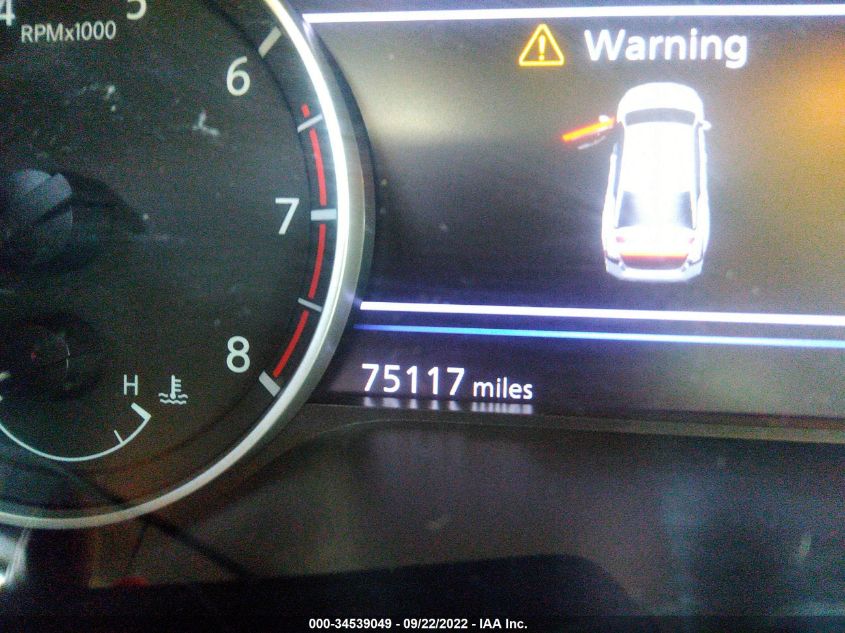 4 5
RPMx1000
6
7
8
H
Warning
75117 miles
000-34539049 - 09/22/2022 - IAA Inc.